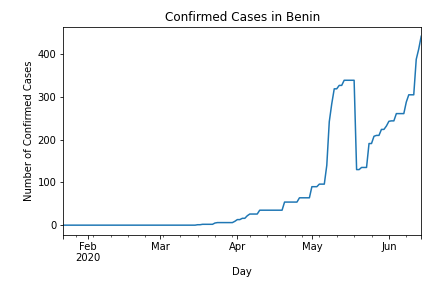 Confirmed Cases in Benin
Number of Confirmed Cases
400
300
200
100
0
Feb
2020
Mar
Apr
May
Jun
Day